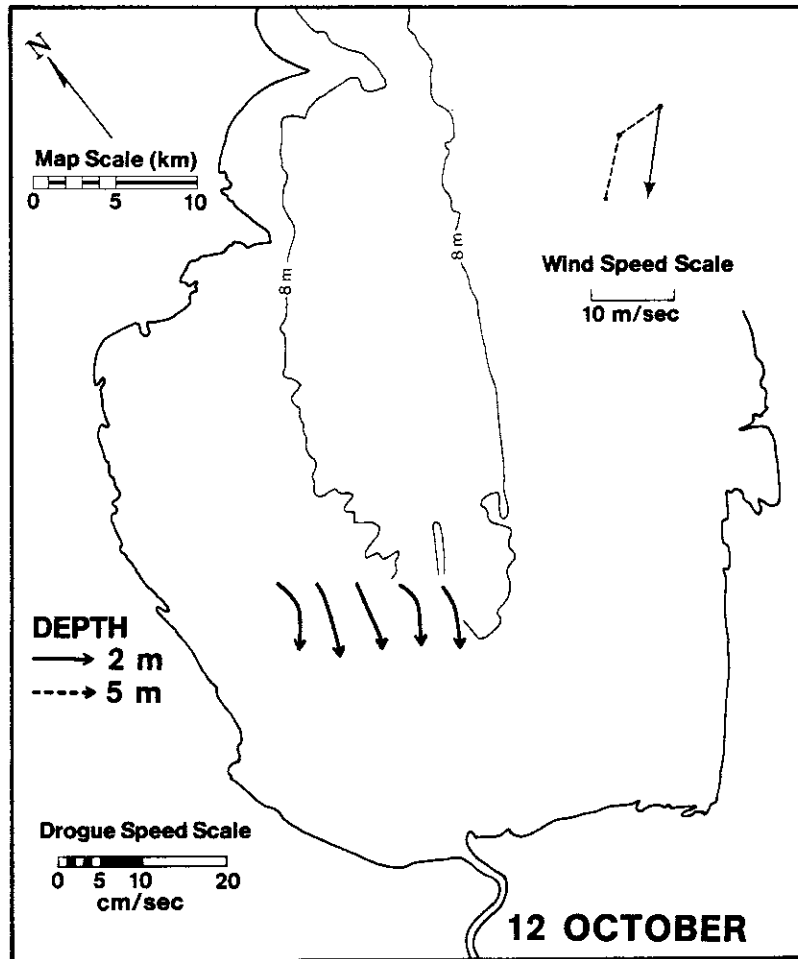 N
Map Scale (km)
0 5 10
8 m
8 m
Wind Speed Scale
10 m/sec
DEPTH
2 m
5 m
Drogue Speed Scale
0 5 10 20
cm/sec
12 OCTOBER